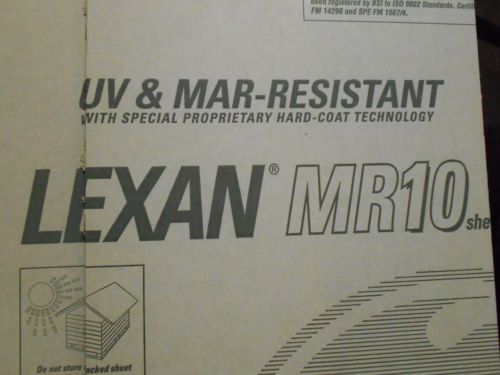 been registered by BSI to ISO 9002 Standards. Certif
FM 14296 and SPE FM 1567/4.
UV & MAR-RESISTANT
WITH SPECIAL PROPRIETARY HARD-COAT TECHNOLOGY
LEXAN® MR10 she
Do not store acked sheet